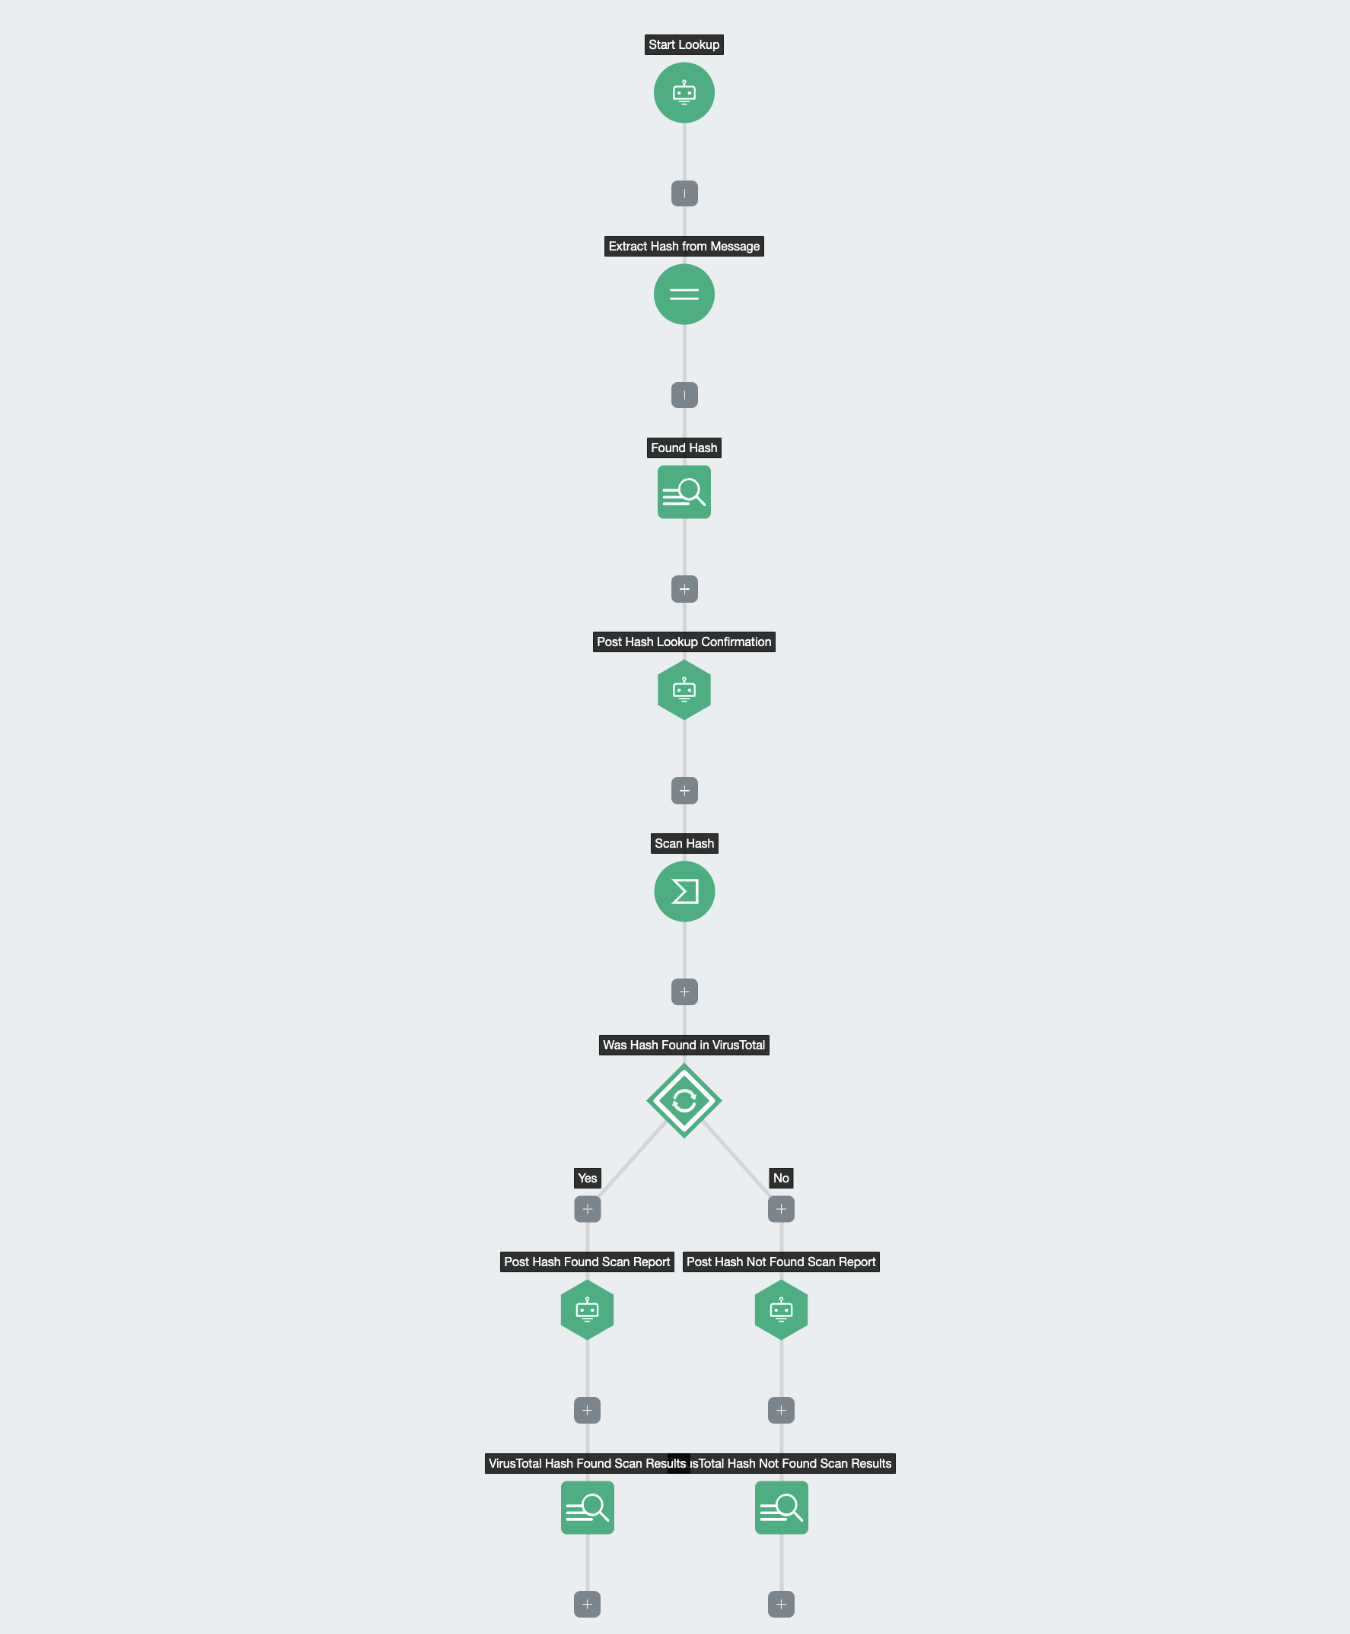 Start Lookup
Extract Hash from Message
Found Hash
Post Hash Lookup Confirmation
Scan Hash
Was Hash Found in VirusTotal
Yes
No
Post Hash Found Scan Report
Post Hash Not Found Scan Report
VirusTotal Hash Found Scan Results
Hash Not Found Scan Results